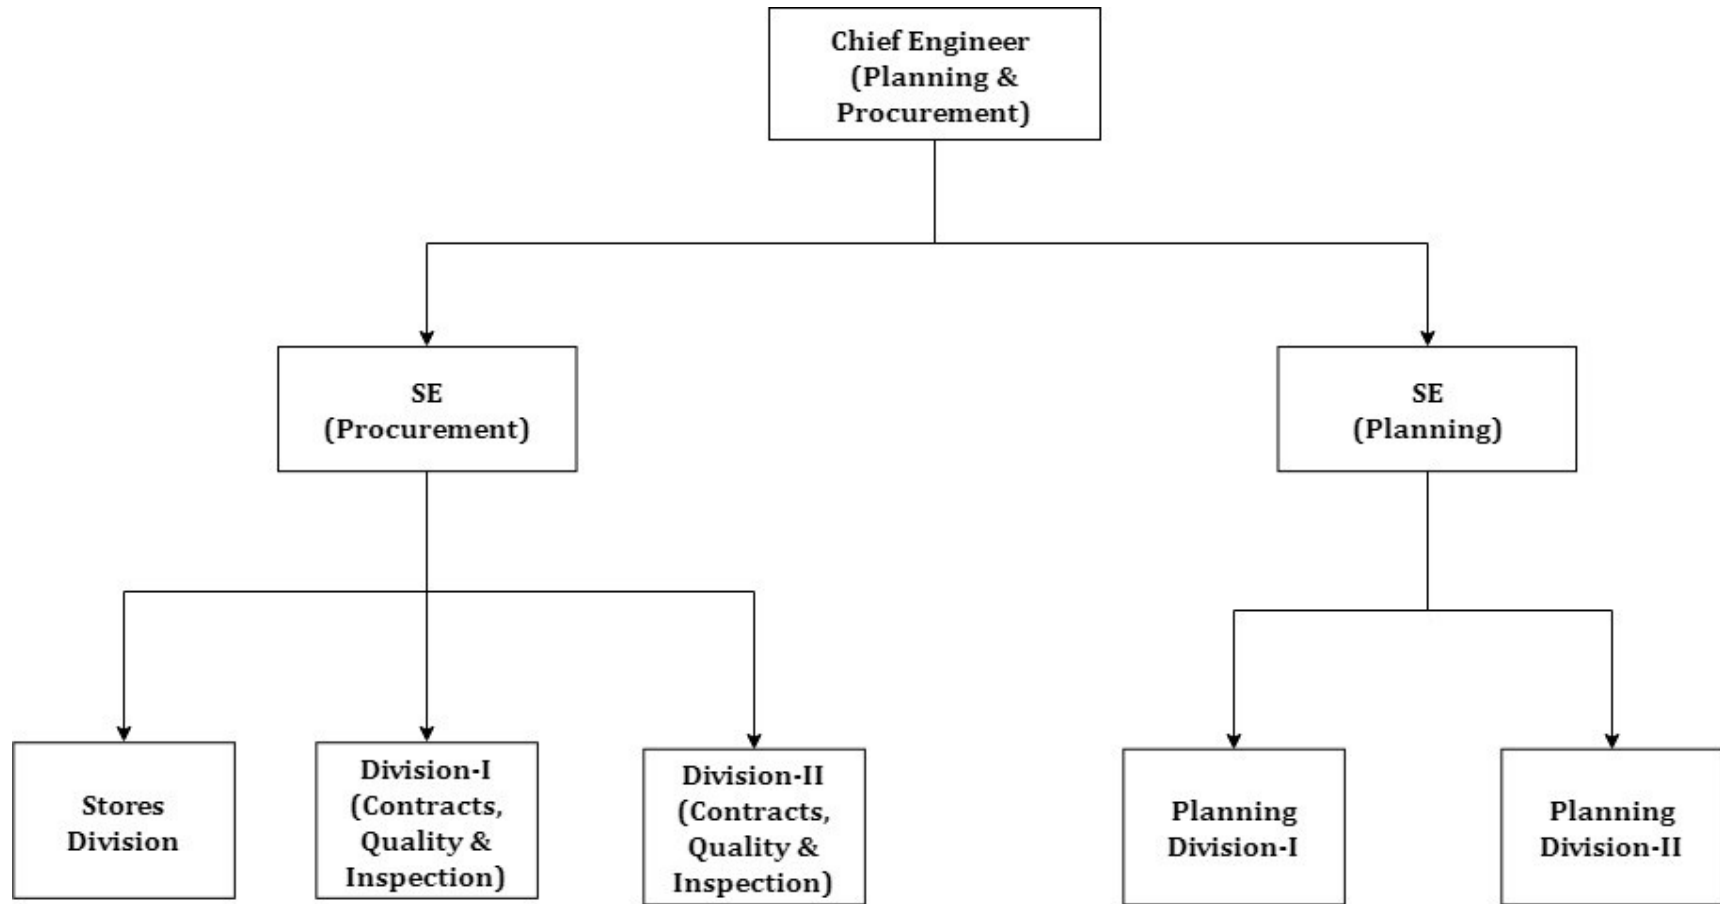 Chief Engineer
(Planning &
Procurement)
SE
(Procurement)
SE
(Planning)
Stores
Division
Division-I
(Contracts,
Quality &
Inspection)
Division-II
(Contracts,
Quality &
Inspection)
Planning
Division-I
Planning
Division-II